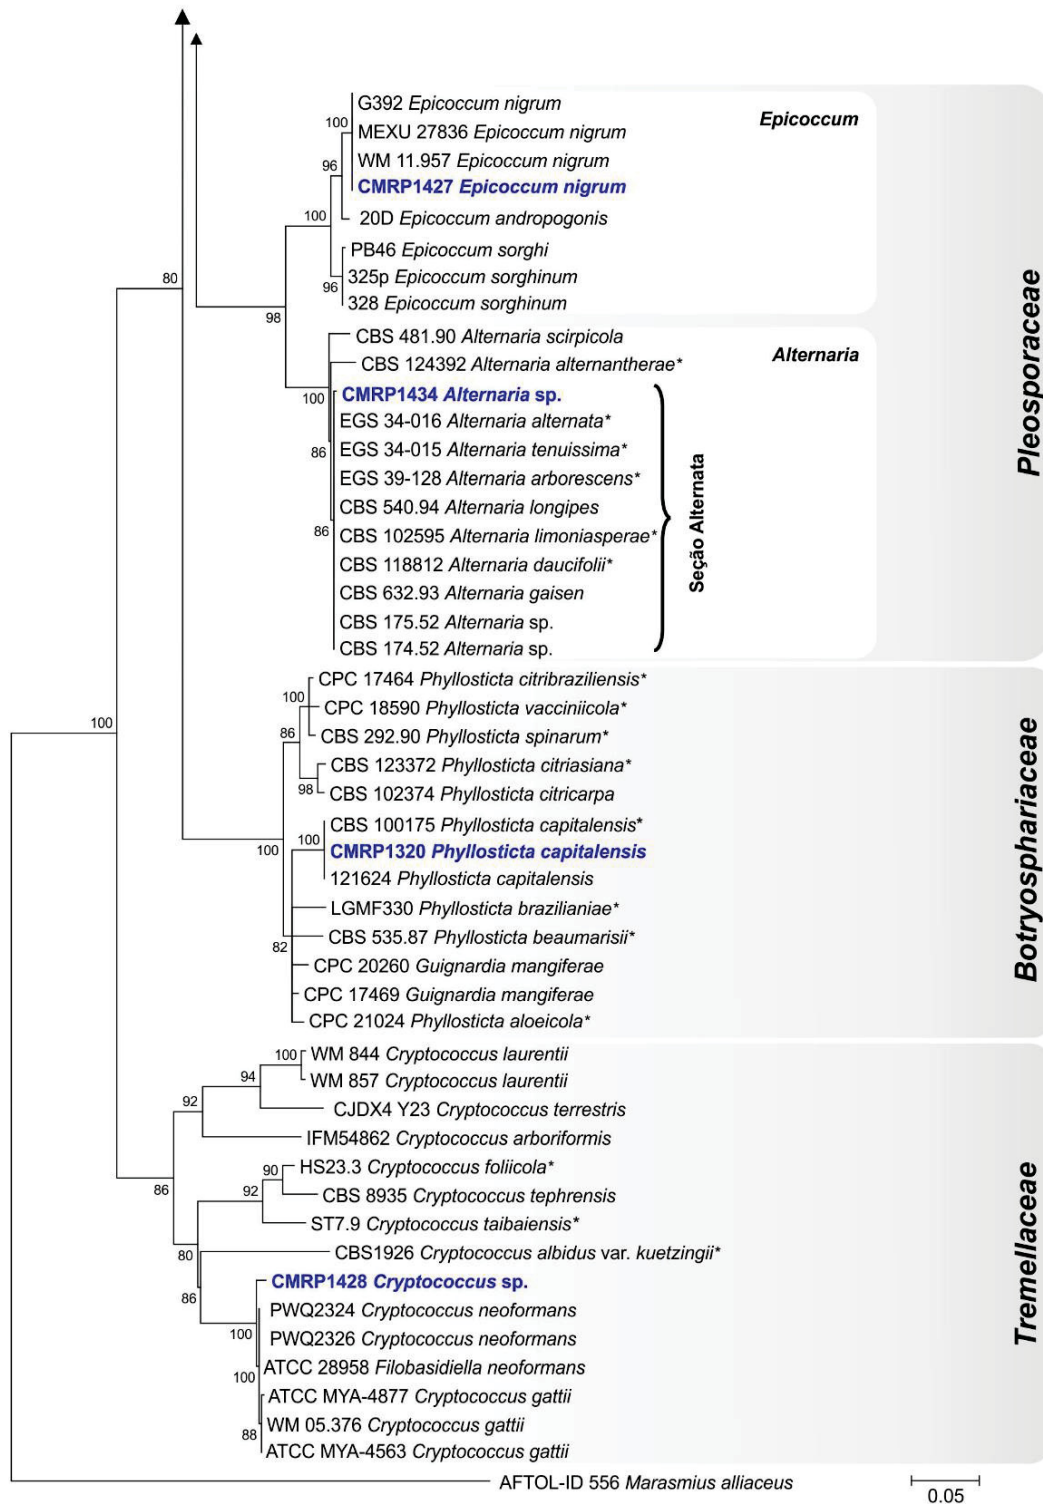 G392 Epicoccum nigrum
100
Epicoccum
MEXU 27836 Epicoccum nigrum
WM 11.957 Epicoccum nigrum
96
CMRP1427 Epicoccum nigrum
100
20D Epicoccum andropogonis
PB46 Epicoccum sorghi
80
325p Epicoccum sorghinum
96
328 Epicoccum sorghinum
98
Pleosporaceae
CBS 481.90 Alternaria scirpicola
Alternaria
CBS 124392 Alternaria alternantherae*
100
CMRP1434 Alternaria sp.
EGS 34-016 Alternaria alternata*
86
EGS 34-015 Alternaria tenuissima*
EGS 39-128 Alternaria arborescens*
CBS 540.94 Alternaria longipes
Seção Alternata
86
CBS 102595 Alternaria limoniasperae*
CBS 118812 Alternaria daucifolii*
CBS 632.93 Alternaria gaisen
CBS 175.52 Alternaria sp.
CBS 174.52 Alternaria sp.
CPC 17464 Phyllosticta citribraziliensis*
100
CPC 18590 Phyllosticta vacciniicola*
100
86
CBS 292.90 Phyllosticta spinarum*
CBS 123372 Phyllosticta citriasiana*
98
CBS 102374 Phyllosticta citricarpa
CBS 100175 Phyllosticta capitalensis*
100
100
CMRP1320 Phyllosticta capitalensis
Botryosphariaceae
121624 Phyllosticta capitalensis
LGMF330 Phyllosticta brazilianiae*
CBS 535.87 Phyllosticta beaumarisii*
82
CPC 20260 Guignardia mangiferae
CPC 17469 Guignardia mangiferae
CPC 21024 Phyllosticta aloeicola*
100
WM 844 Cryptococcus laurentii
94
WM 857 Cryptococcus laurentii
92
CJDX4 Y23 Cryptococcus terrestris
IFM54862 Cryptococcus arboriformis
90
HS23.3 Cryptococcus foliicola*
86
92
CBS 8935 Cryptococcus tephrensis
ST7.9 Cryptococcus taibaiensis*
80
CBS1926 Cryptococcus albidus var. kuetzingii*
Tremellaceae
CMRP1428 Cryptococcus sp.
86
PWQ2324 Cryptococcus neoformans
100
PWQ2326 Cryptococcus neoformans
ATCC 28958 Filobasidiella neoformans
100
ATCC MYA-4877 Cryptococcus gattii
WM 05.376 Cryptococcus gattii
88
ATCC MYA-4563 Cryptococcus gattii
AFTOL-ID 556 Marasmius alliaceus
0.05